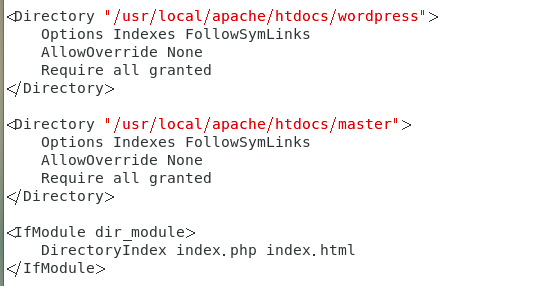 <Directory "/usr/local/apache/htdocs/wordpress">
    Options Indexes FollowSymLinks
    AllowOverride None
    Require all granted
</Directory>

<Directory "/usr/local/apache/htdocs/master">
    Options Indexes FollowSymLinks
    AllowOverride None
    Require all granted
</Directory>

<IfModule dir_module>
    DirectoryIndex index.php index.html
</IfModule>